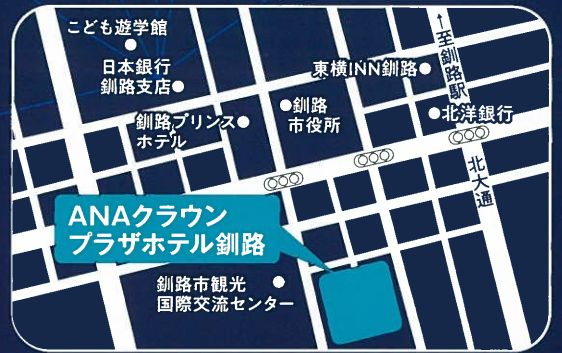 こども遊学館
日本銀行
釧路支店
釧路プリンス
ホテル
釧路
市役所
東横INN釧路
↑至釧路駅
北洋銀行
北大通
ANAクラウン
プラザホテル釧路
釧路市観光
国際交流センター